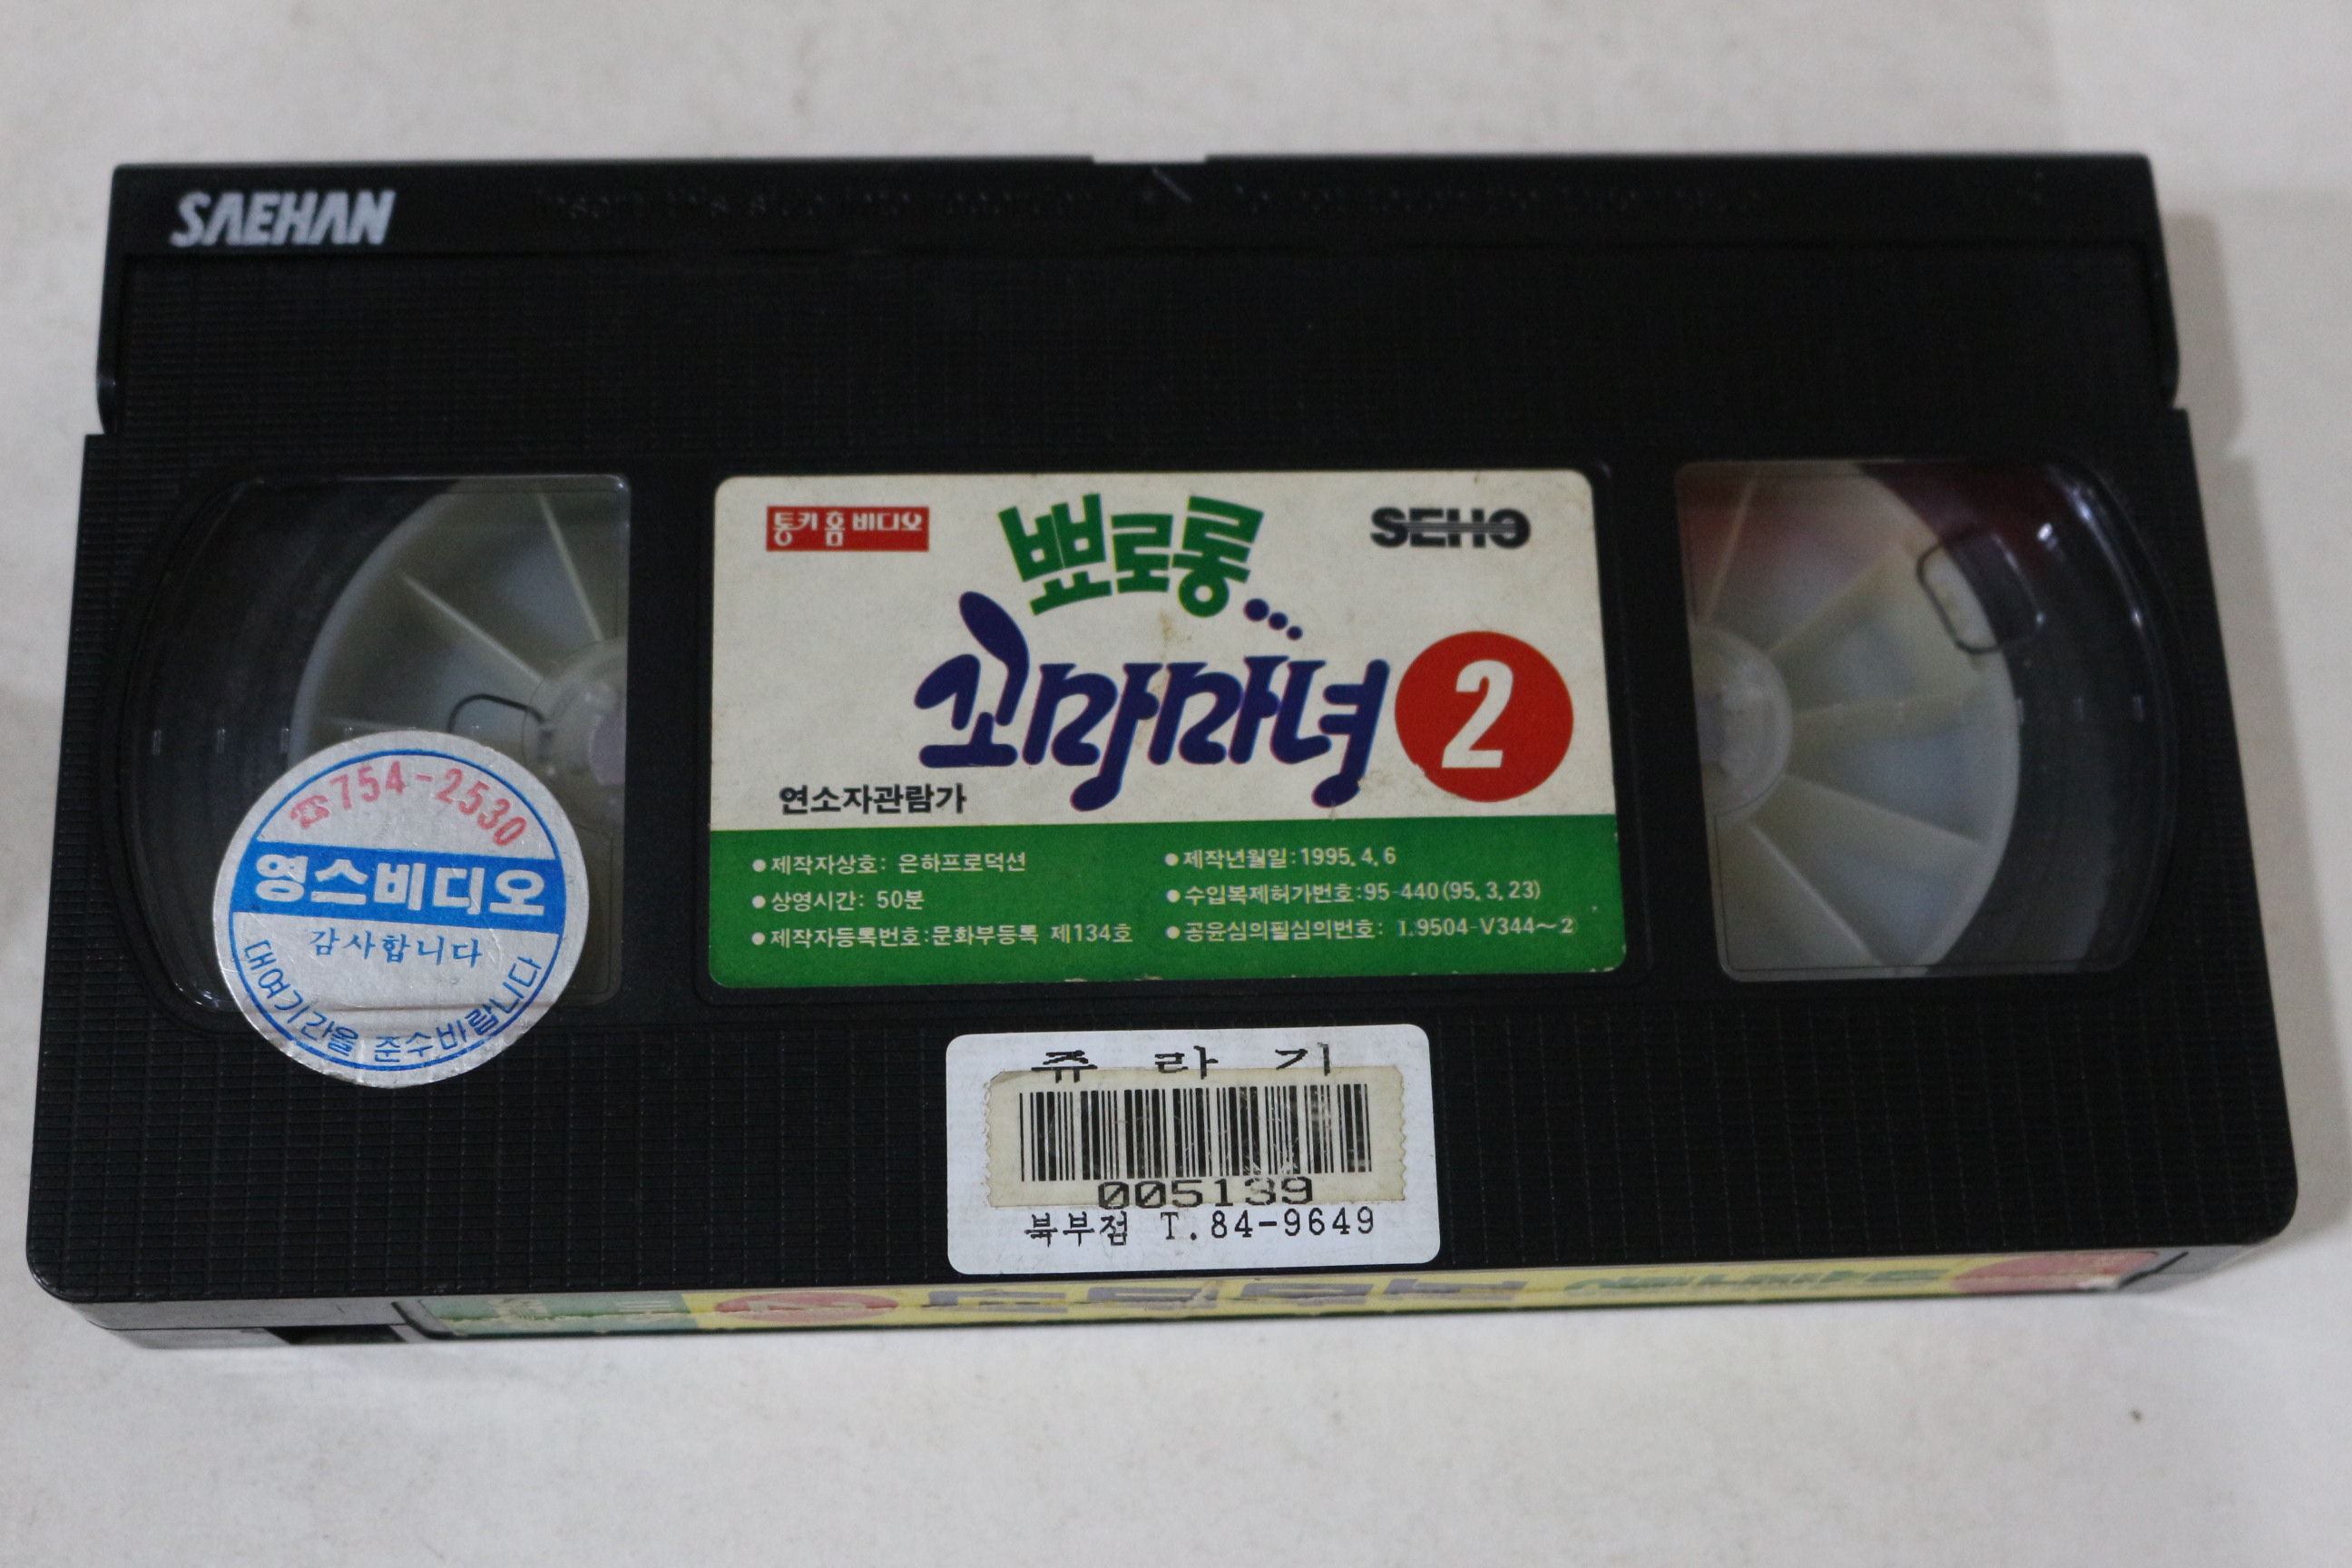 SAEHAN
통키홈비디오
뽀로롱...
SEHO
꼬마마녀 2
연소자관람가
●제작자상호: 은하프로덕션
●제작년월일:1995.4.6
●상영시간: 50분
●수입복제허가번호:95-440(95.3.23)
●제작자등록번호:문화부등록 제134호
●공윤심의필심의번호: I.9504-V344~2
☎754-2530
영스비디오
감사합니다
대여기간을 준수바랍니다
쥬라기
005139
북부점 T.84-9649